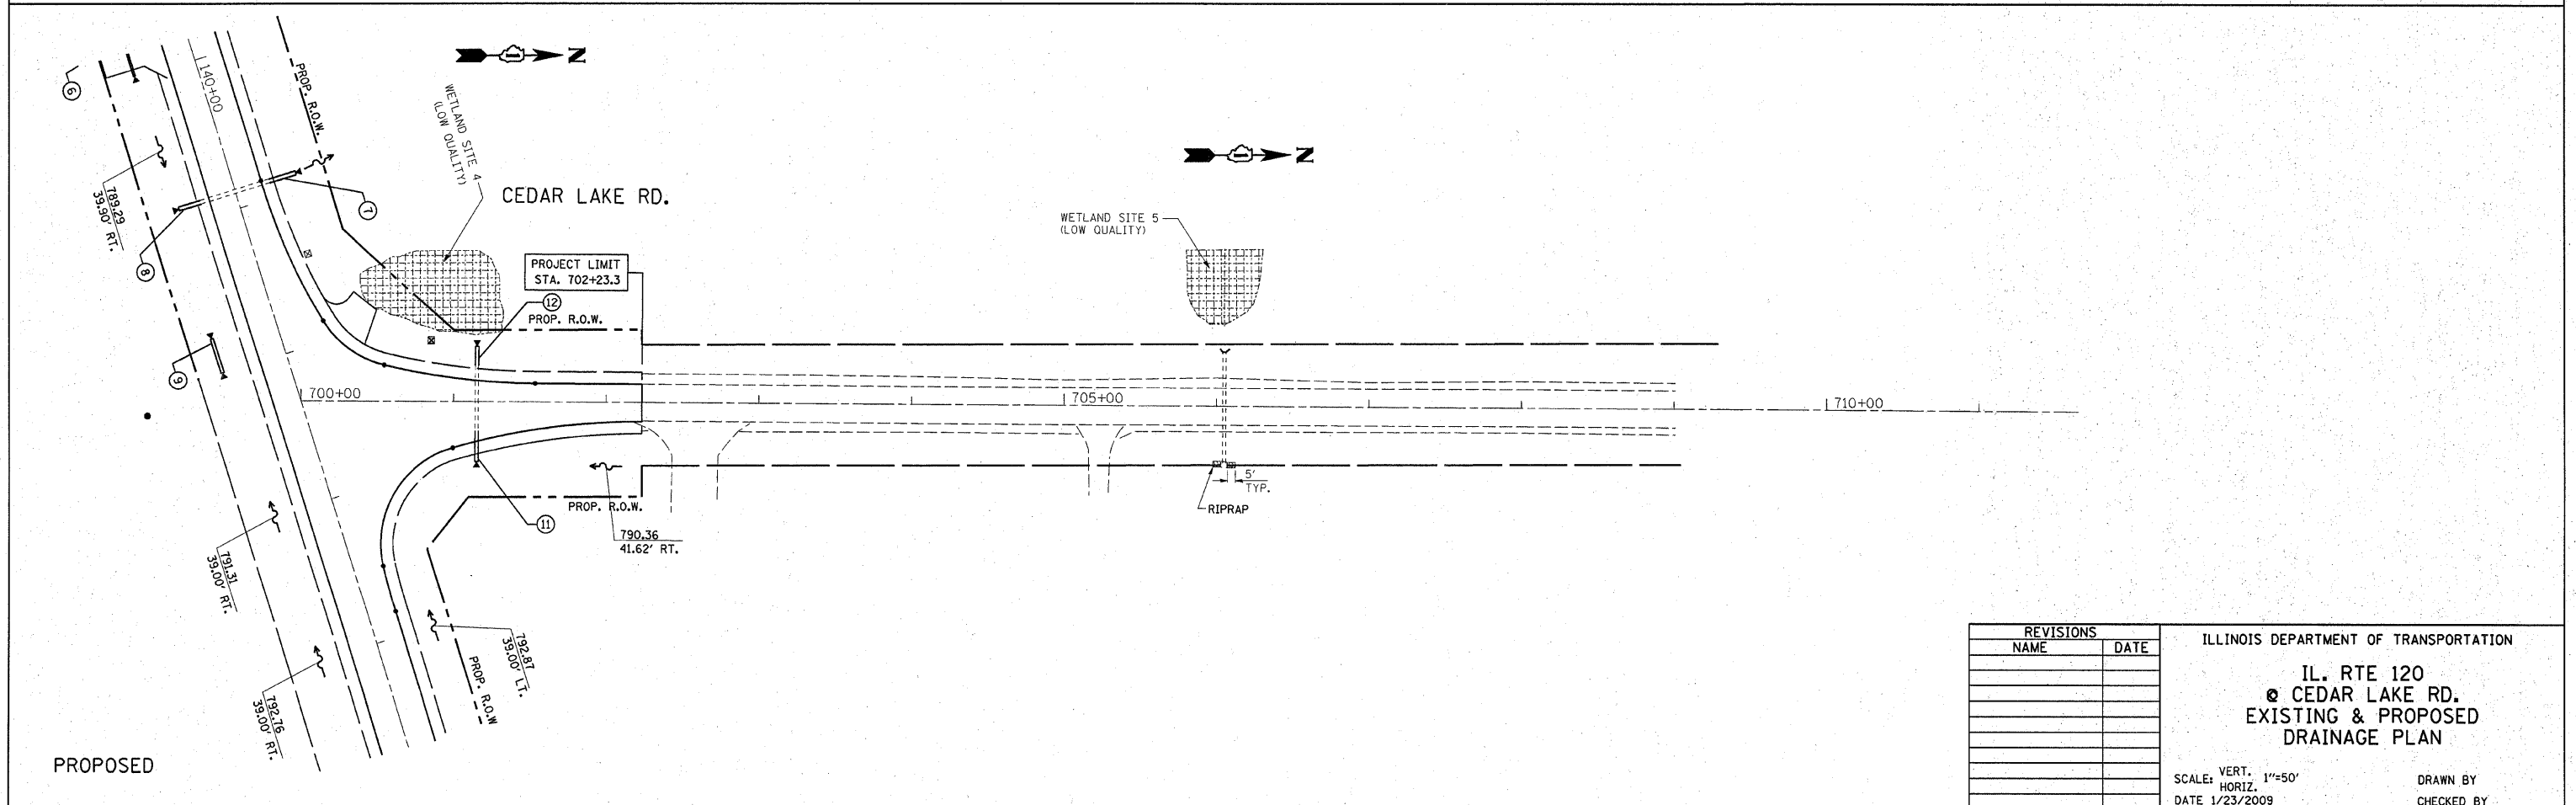 N
N
6
140+00
PROP. R.O.W.
WETLAND SITE 4
(LOW QUALITY)
CEDAR LAKE RD.
WETLAND SITE 5
(LOW QUALITY)
789.29
39.90' RT.
7
8
PROJECT LIMIT
STA. 702+23.3
12
PROP. R.O.W.
9
700+00
705+00
710+00
5'
TYP.
RIPRAP
PROP. R.O.W.
11
790.36
41.62' RT.
791.31
39.00' RT.
792.87
39.00' LT.
PROP. R.O.W
792.76
39.00' RT.
PROPOSED
REVISIONS
NAME DATE
ILLINOIS DEPARTMENT OF TRANSPORTATION
IL. RTE 120
@ CEDAR LAKE RD.
EXISTING & PROPOSED
DRAINAGE PLAN
SCALE: VERT. HORIZ. 1"=50'
DATE 1/23/2009
DRAWN BY
CHECKED BY